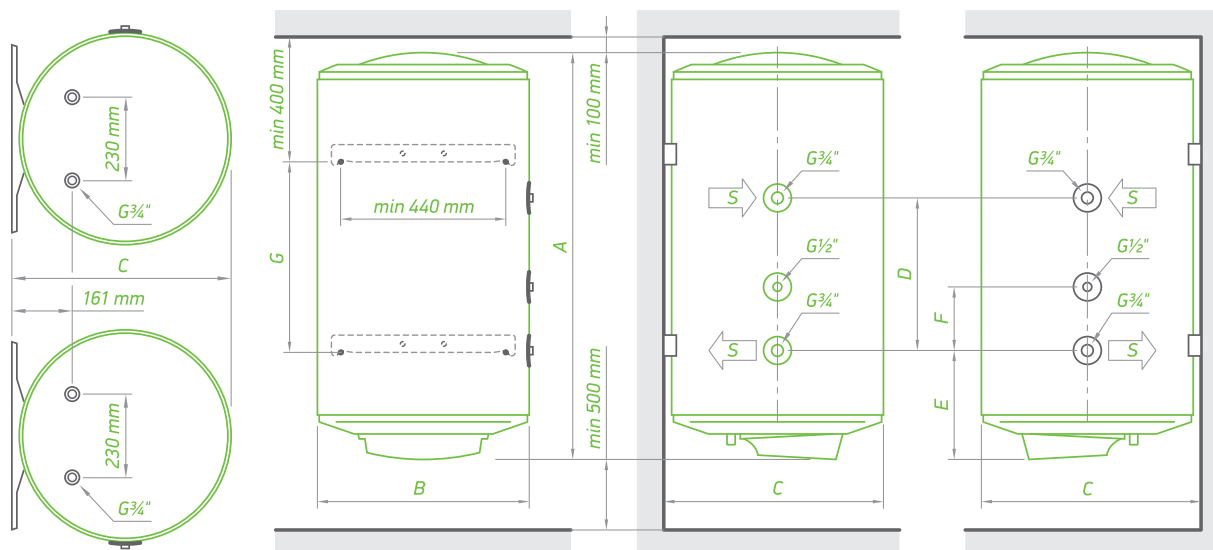 230 mm
G¾"
C
161 mm
230 mm
G¾"
min 400 mm
G
min 440 mm
A
B
min 100 mm
min 500 mm
G¾"
S
G½"
G¾"
S
C
D
G¾"
S
G½"
F
G¾"
S
E
C